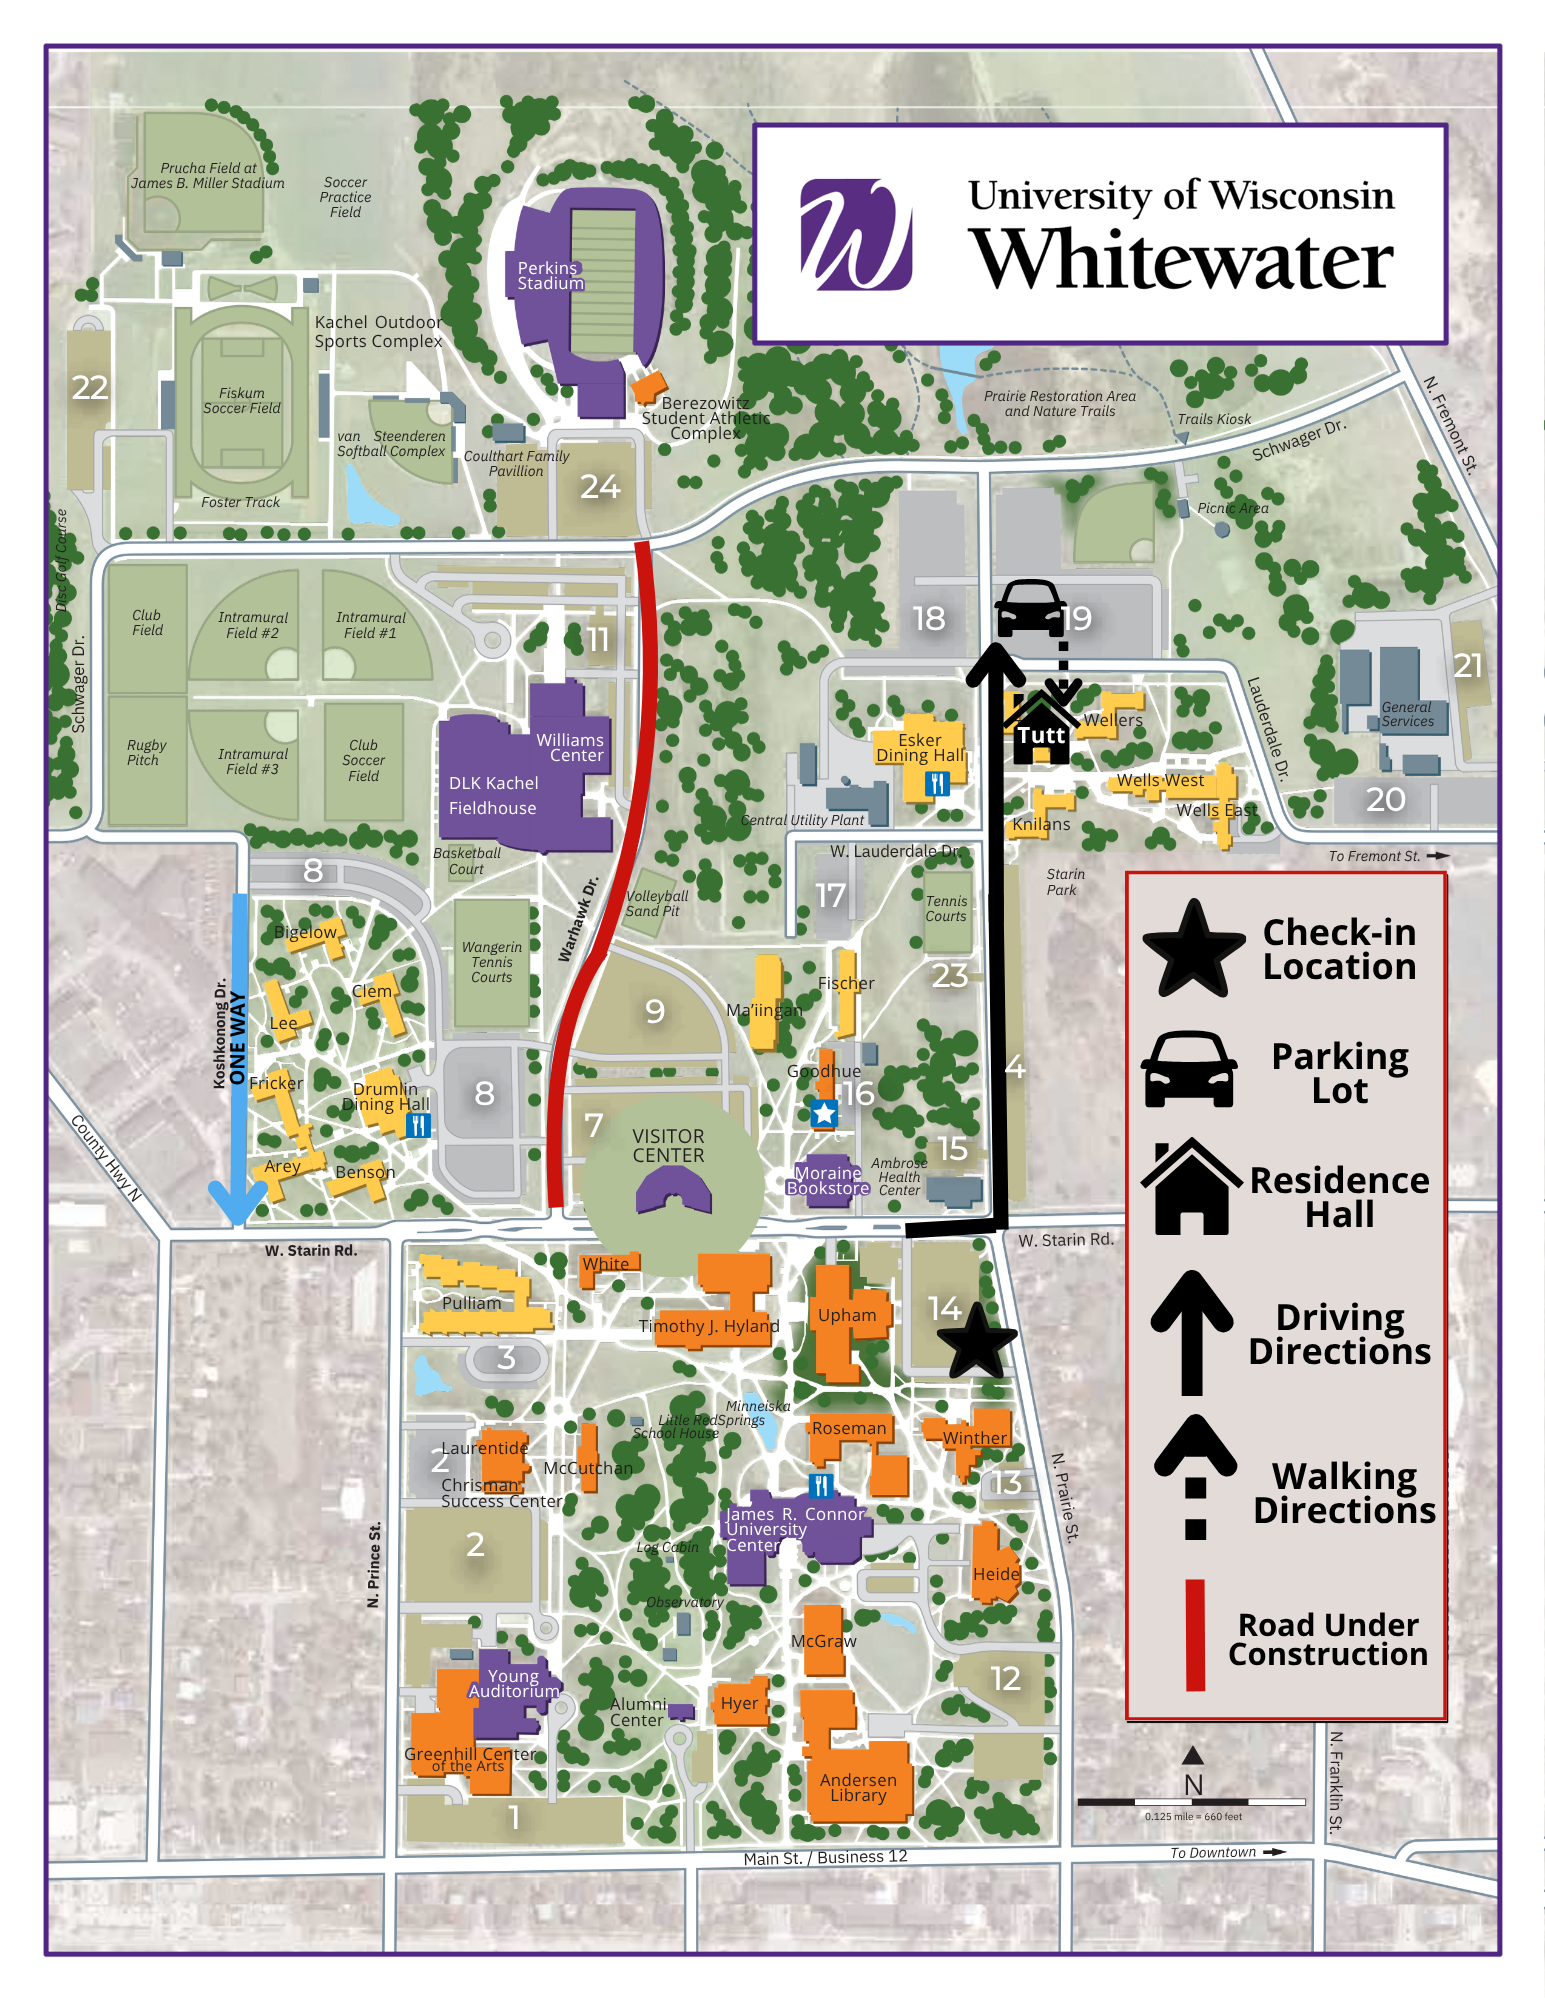 Prucha Field at
James B. Miller Stadium
Soccer
Practice
Field
University of Wisconsin
Whitewater
Perkins
Stadium
Kachel Outdoor
Sports Complex
22
Fiskum
Soccer Field
van Steenderen
Softball Complex
Foster Track
Coulthart Family
Pavillion
Berezowitz
Student Athletic
Complex
24
Prairie Restoration Area
and Nature Trails
Trails Kiosk
Schwager Dr.
N. Fremont St.
Picnic Area
Disc Golf Course
Schwager Dr.
Club
Field
Intramural
Field #2
Intramural
Field #1
11
18
19
21
General
Services
Rugby
Pitch
Intramural
Field #3
Club
Soccer
Field
Williams
Center
DLK Kachel
Fieldhouse
Esker
Dining Hall
Tutt
Wellers
Wells West
Wells East
Knilans
Lauderdale Dr.
20
To Fremont St.
Central Utility Plant
W. Lauderdale Dr.
Basketball
Court
8
Volleyball
Sand Pit
Warhawk Dr.
17
Tennis
Courts
Starin
Park
Bigelow
Wangerin
Tennis
Courts
Clem
Lee
Koshkonong Dr.
ONE WAY
9
Ma'iingan
Fischer
23
Goodhue
16
4
Fricker
Drumlin
Dining Hall
8
7
VISITOR
CENTER
15
Arey
Benson
Moraine
Bookstore
Ambrose
Health
Center
County Hwy N
W. Starin Rd.
W. Starin Rd.
White
Pulliam
Timothy J. Hyland
Upham
14
3
Minneiska
Springs
Little Red
School House
Roseman
Winther
Laurentide
2
McCutchan
Chrisman
Success Center
13
N. Prairie St.
James R. Connor
University
Center
2
Log Cabin
Heide
N. Prince St.
Observatory
McGraw
12
Young
Auditorium
Alumni
Center
Hyer
Greenhill Center
of the Arts
Andersen
Library
1
Main St. / Business 12
To Downtown
N. Franklin St.
N
0.125 mile = 660 feet
Check-in
Location
Parking
Lot
Residence
Hall
Driving
Directions
Walking
Directions
Road Under
Construction